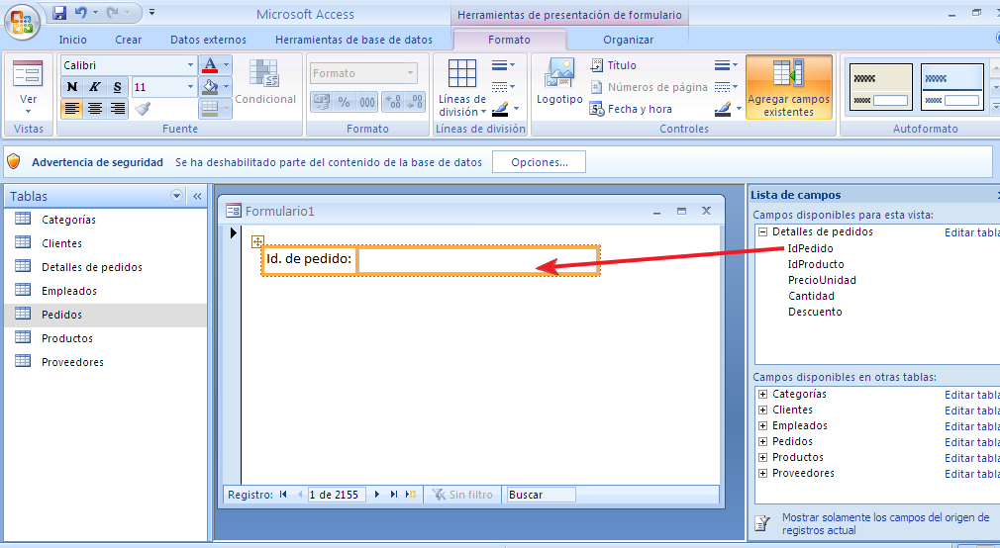 Microsoft Access
Herramientas de presentación de formulario
Inicio
Crear
Datos externos
Herramientas de base de datos
Formato
Organizar
Ver
Vistas
Calibri
N K S 11
Condicional
Fuente
Formato
% 000
Formato
Líneas de
división
Líneas de división
Logotipo
Título
Números de página
Fecha y hora
Controles
Agregar campos
existentes
Autoformato
Advertencia de seguridad
Se ha deshabilitado parte del contenido de la base de datos
Opciones...
Tablas
Categorías
Clientes
Detalles de pedidos
Empleados
Pedidos
Productos
Proveedores
Formulario1
Id. de pedido:
Registro:
1 de 2155
Sin filtro
Buscar
Lista de campos
Campos disponibles para esta vista:
Detalles de pedidos Editar tabla
IdPedido
IdProducto
PrecioUnidad
Cantidad
Descuento
Campos disponibles en otras tablas:
Categorías Editar tabla
Clientes Editar tabla
Empleados Editar tabla
Pedidos Editar tabla
Productos Editar tabla
Proveedores Editar tabla
Mostrar solamente los campos del origen de
registros actual